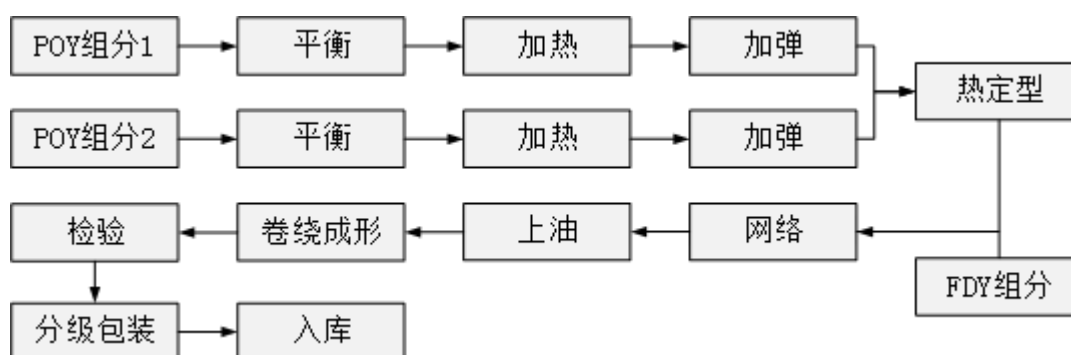 POY组分1
平衡
加热
加弹
POY组分2
平衡
加热
加弹
热定型
检验
卷绕成形
上油
网络
FDY组分
分级包装
入库